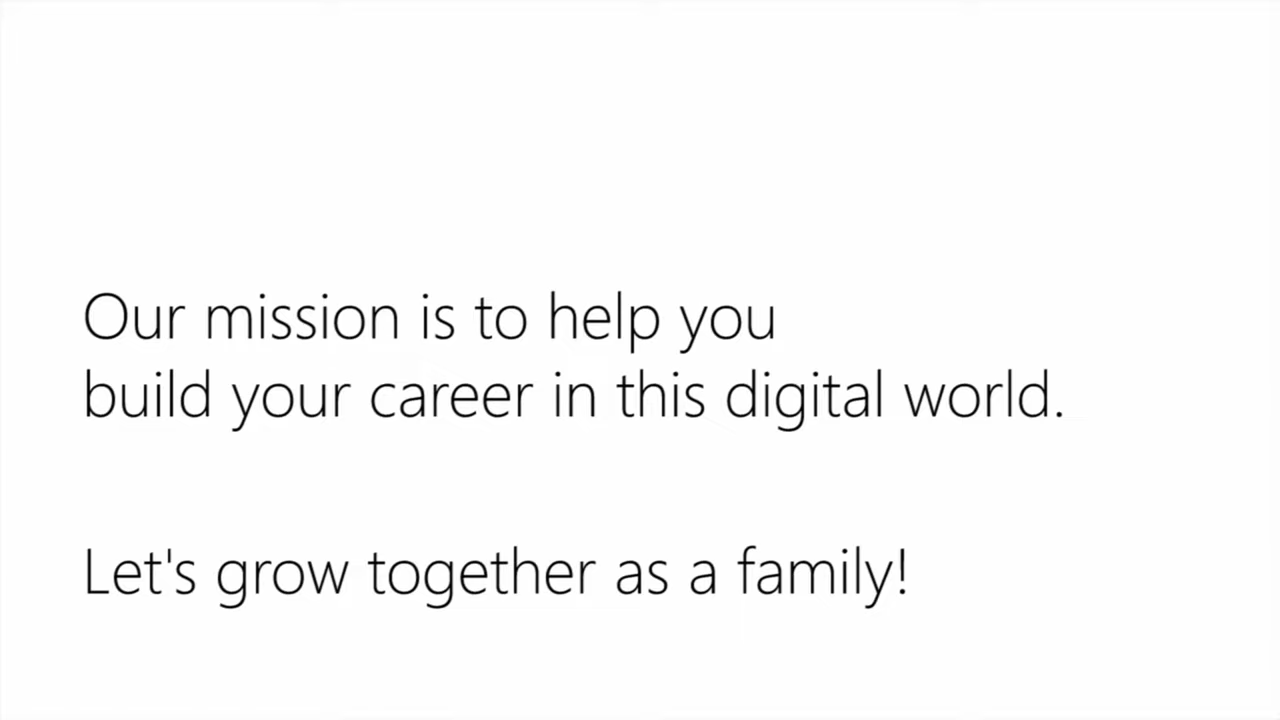 Our mission is to help you
build your career in this digital world.
Let's grow together as a family!